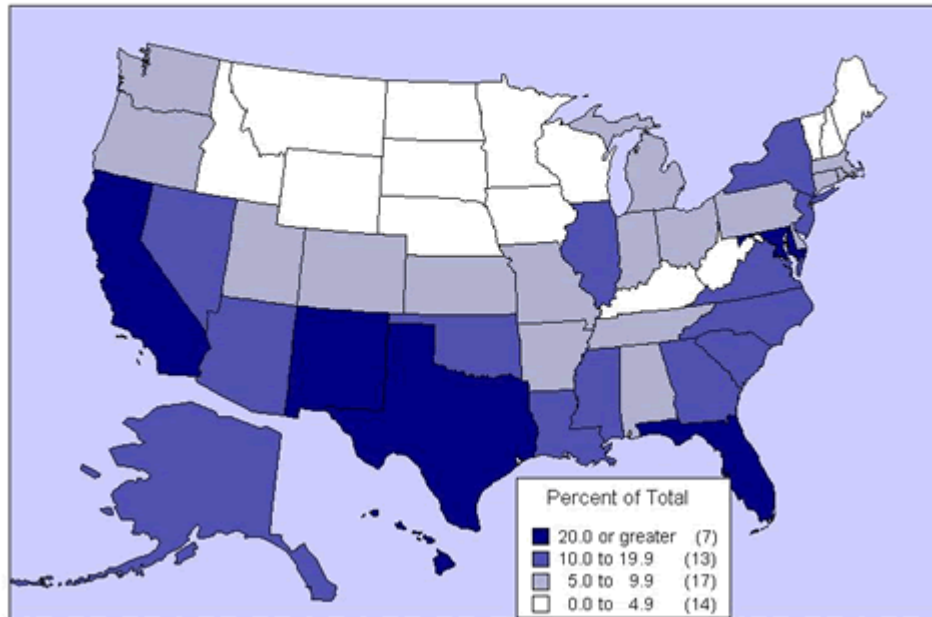 Percent of Total
20.0 or greater (7)
10.0 to 19.9 (13)
5.0 to 9.9 (17)
0.0 to 4.9 (14)